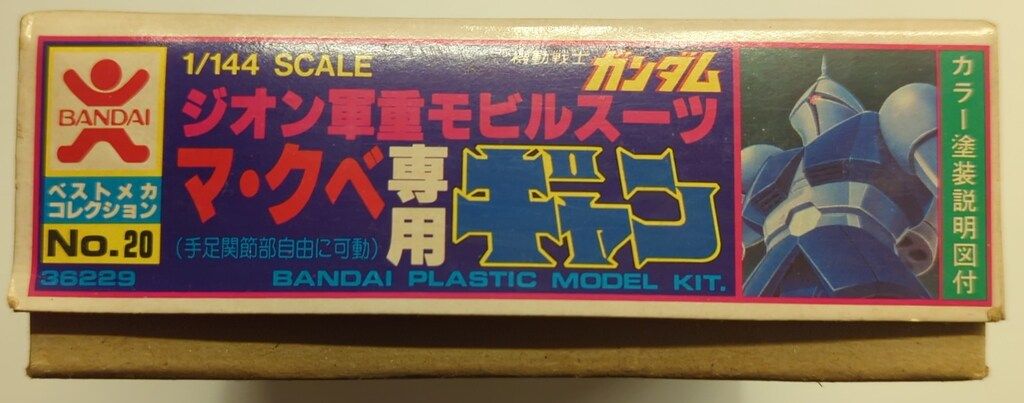 BANDAI
ベストメカ
コレクション
No.20
36229
1/144 SCALE
機動戦士 ガンダム
ジオン軍重モビルスーツ
マ・クベ専用 ギャン
(手足関節部自由に可動)
BANDAI PLASTIC MODEL KIT.
カラー塗装説明図付